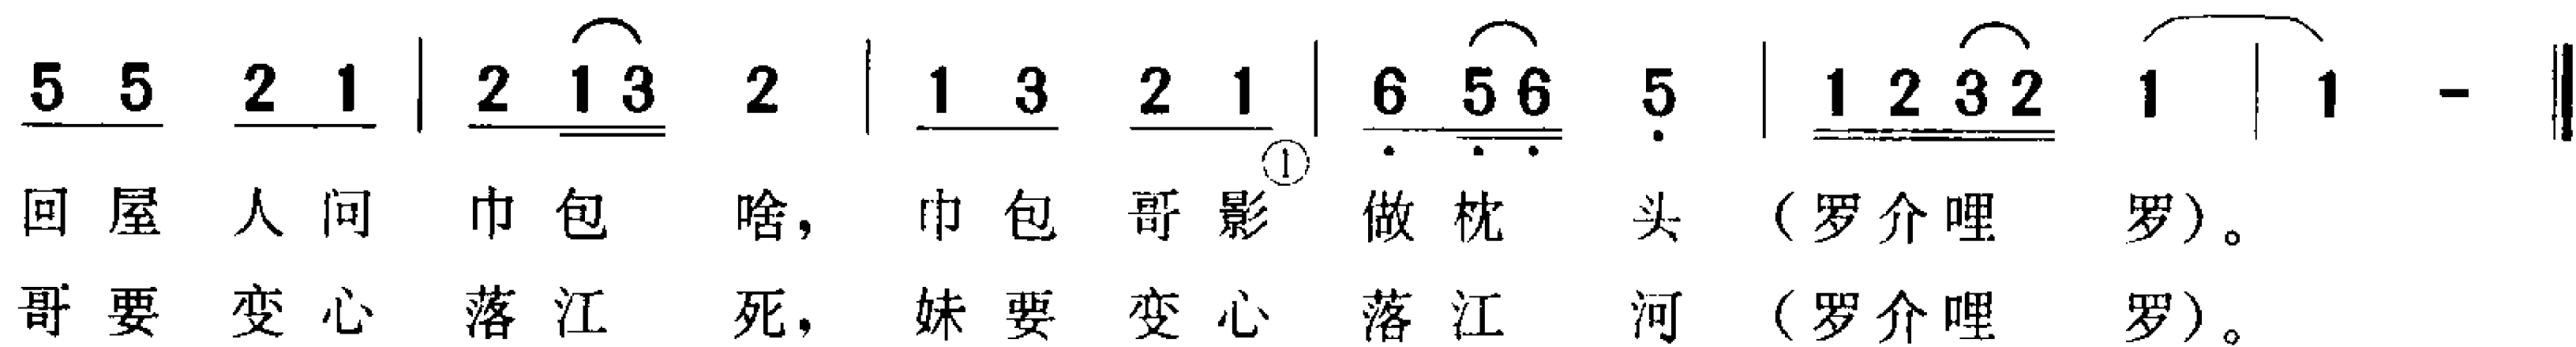 5 5 2 1 | 2 1 3 2 | 1 3 2 1 | 6 5 6 5 | 1 2 3 2 1 | 1 - ‖
①
回屋人问巾包啥，巾包哥影做枕头（罗介哩罗）。
哥要变心落江死，妹要变心落江河（罗介哩罗）。